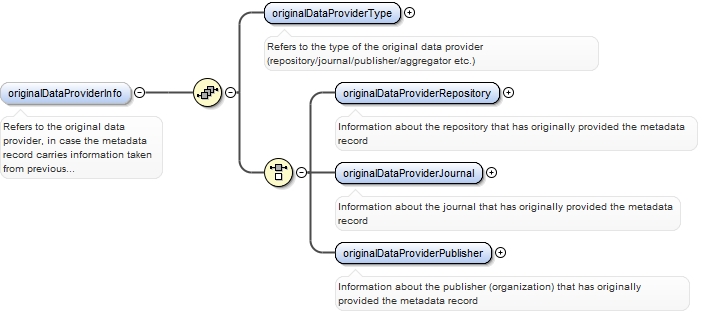 originalDataProviderType
Refers to the type of the original data provider
(repository/journal/publisher/aggregator etc.)
originalDataProviderInfo
Refers to the original data
provider, in case the metadata
record carries information taken
from previous...
originalDataProviderRepository
Information about the repository that has originally provided the metadata
record
originalDataProviderJournal
Information about the journal that has originally provided the metadata
record
originalDataProviderPublisher
Information about the publisher (organization) that has originally
provided the metadata record